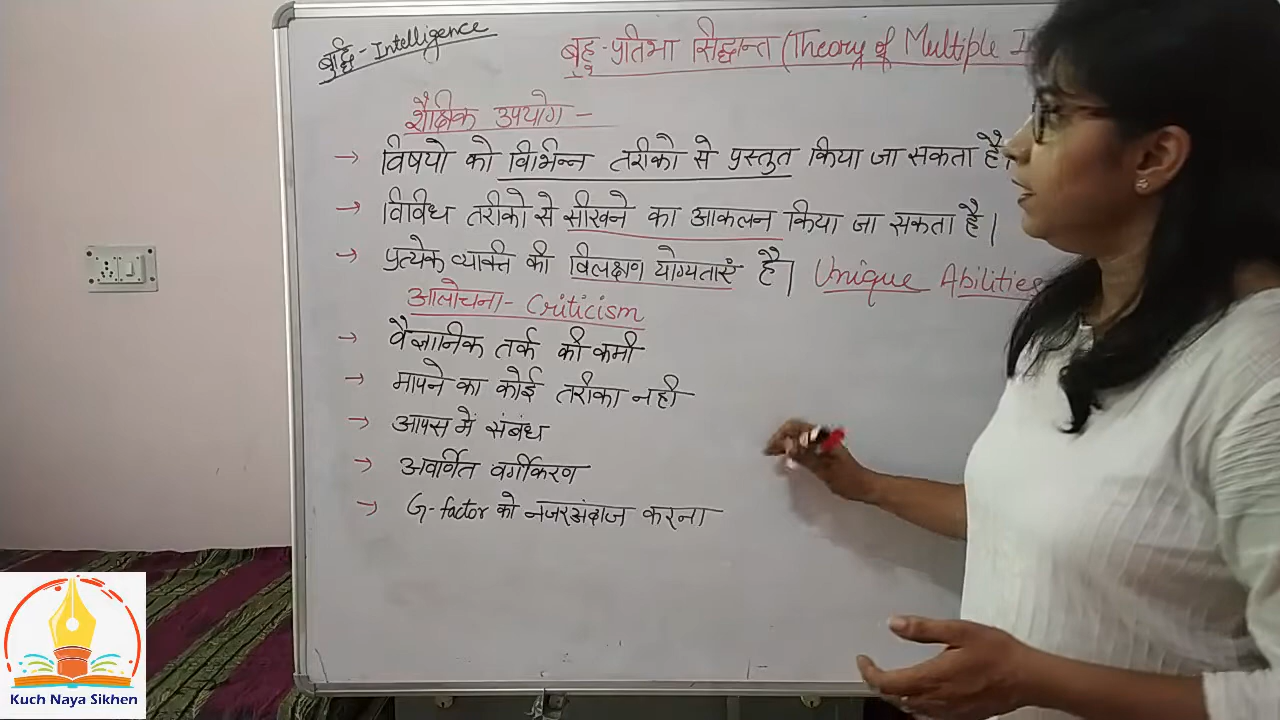 बुद्धि - Intelligence
बहु-प्रतिभा सिद्धान्त (Theory of Multiple
शैक्षिक उपयोग -
→ विषयो को विभिन्न तरीको से प्रस्तुत किया जा सकता है।
→ विविध तरीको से सीखने का आकलन किया जा सकता है।
→ प्रत्येक व्यक्ति की विलक्षण योग्यताएं है। Unique Abilities
आलोचना - Criticism
→ वैज्ञानिक तर्क की कमी
→ मापने का कोई तरीका नही
→ आपस में संबंध
→ अवर्णित वर्गीकरण
→ G-factor को नजरअंदाज करना
Kuch Naya Sikhen